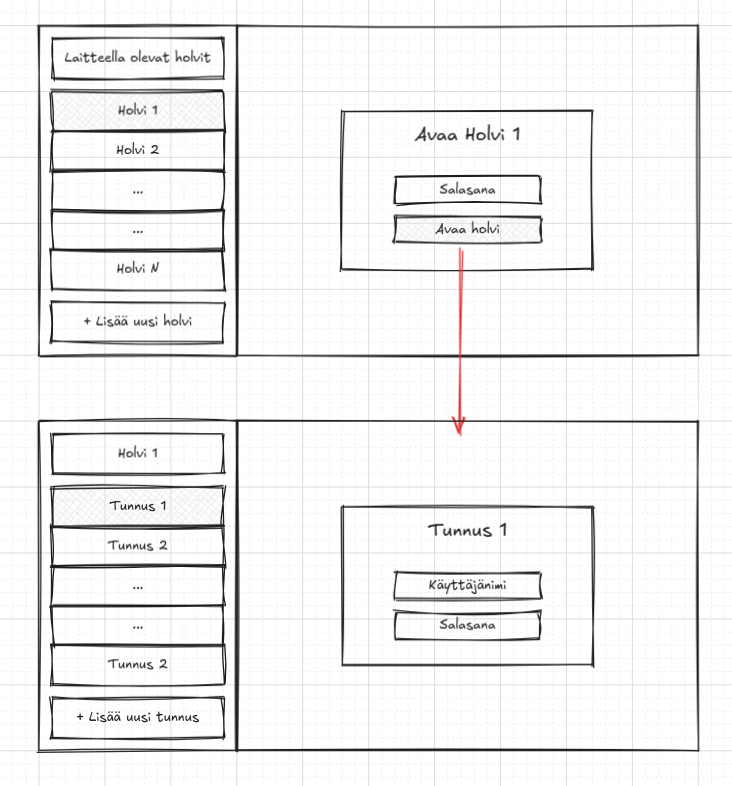 Laitteella olevat holvit
Holvi 1
Holvi 2
...
...
Holvi N
+ Lisää uusi holvi
Avaa Holvi 1
Salasana
Avaa holvi
Holvi 1
Tunnus 1
Tunnus 2
...
...
Tunnus 2
+ Lisää uusi tunnus
Tunnus 1
Käyttäjänimi
Salasana